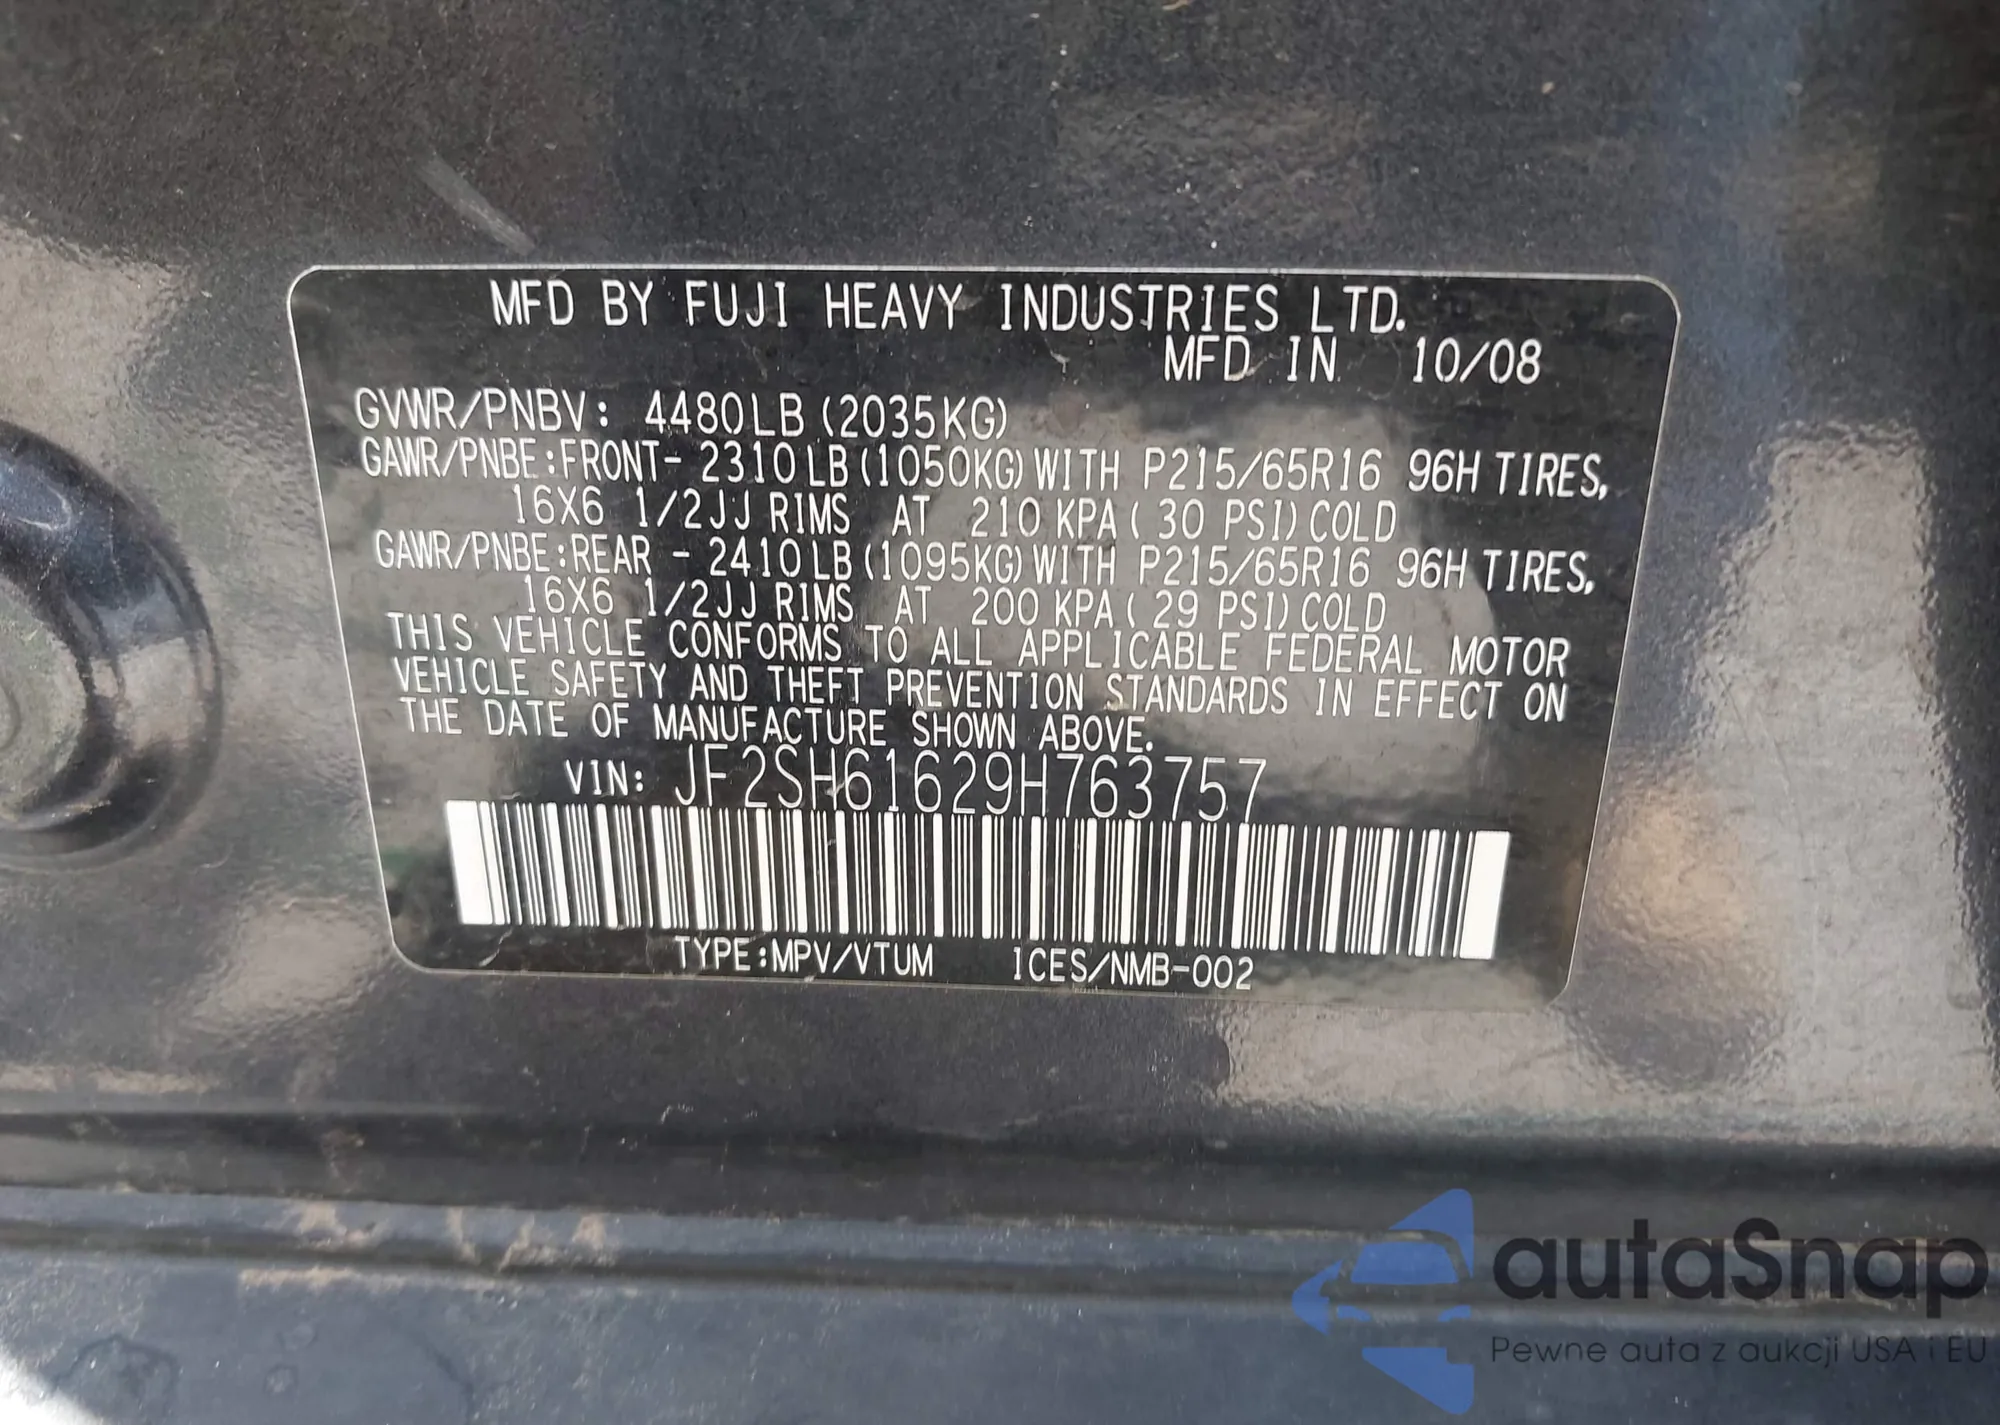 MFD BY FUJI HEAVY INDUSTRIES LTD.
MFD IN 10/08
GVWR/PNBV: 4480LB (2035KG)
GAWR/PNBE:FRONT- 2310LB(1050KG)WITH P215/65R16 96H TIRES,
16X6 1/2JJ RIMS AT 210 KPA( 30 PSI)COLD
GAWR/PNBE:REAR - 2410LB(1095KG)WITH P215/65R16 96H TIRES,
16X6 1/2JJ RIMS AT 200 KPA( 29 PSI)COLD
THIS VEHICLE CONFORMS TO ALL APPLICABLE FEDERAL MOTOR
VEHICLE SAFETY AND THEFT PREVENTION STANDARDS IN EFFECT ON
THE DATE OF MANUFACTURE SHOWN ABOVE.
VIN: JF2SH61629H763757
TYPE:MPV/VTUM ICES/NMB-002
autaSnap
Pewne auta z aukcji USA i EU